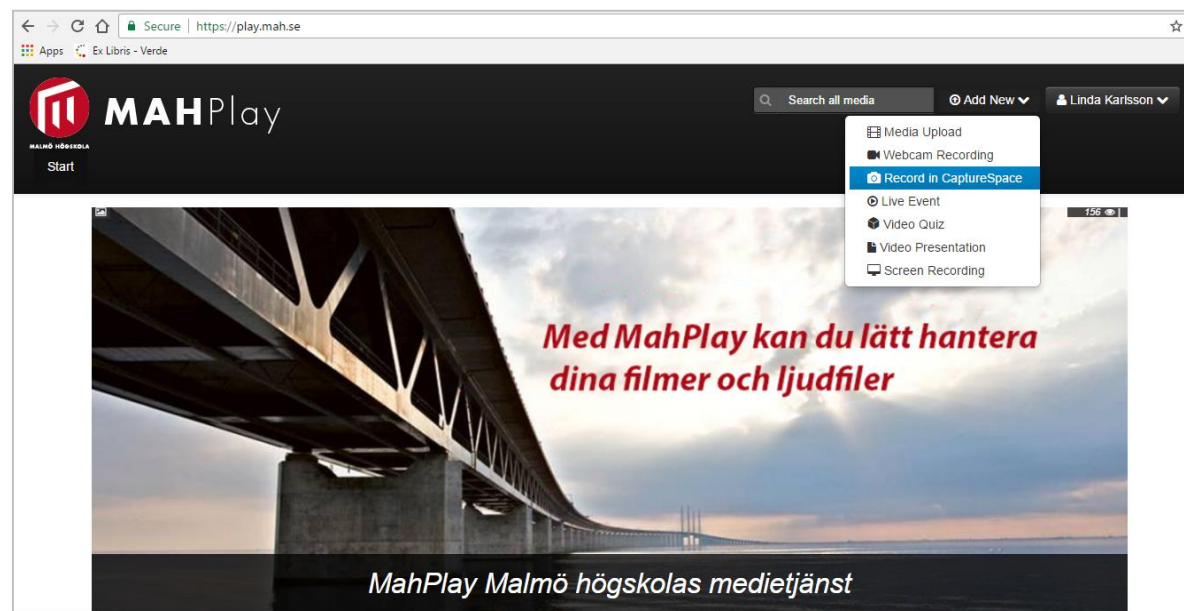 Secure | https://play.mah.se
Apps Ex Libris - Verde
MAHPlay
MALMÖ HÖGSKOLA
Start
Search all media
Add New
Linda Karlsson
Media Upload
Webcam Recording
Record in CaptureSpace
Live Event
Video Quiz
Video Presentation
Screen Recording
156
Med MahPlay kan du lätt hantera
dina filmer och ljudfiler
MahPlay Malmö högskolas medietjänst